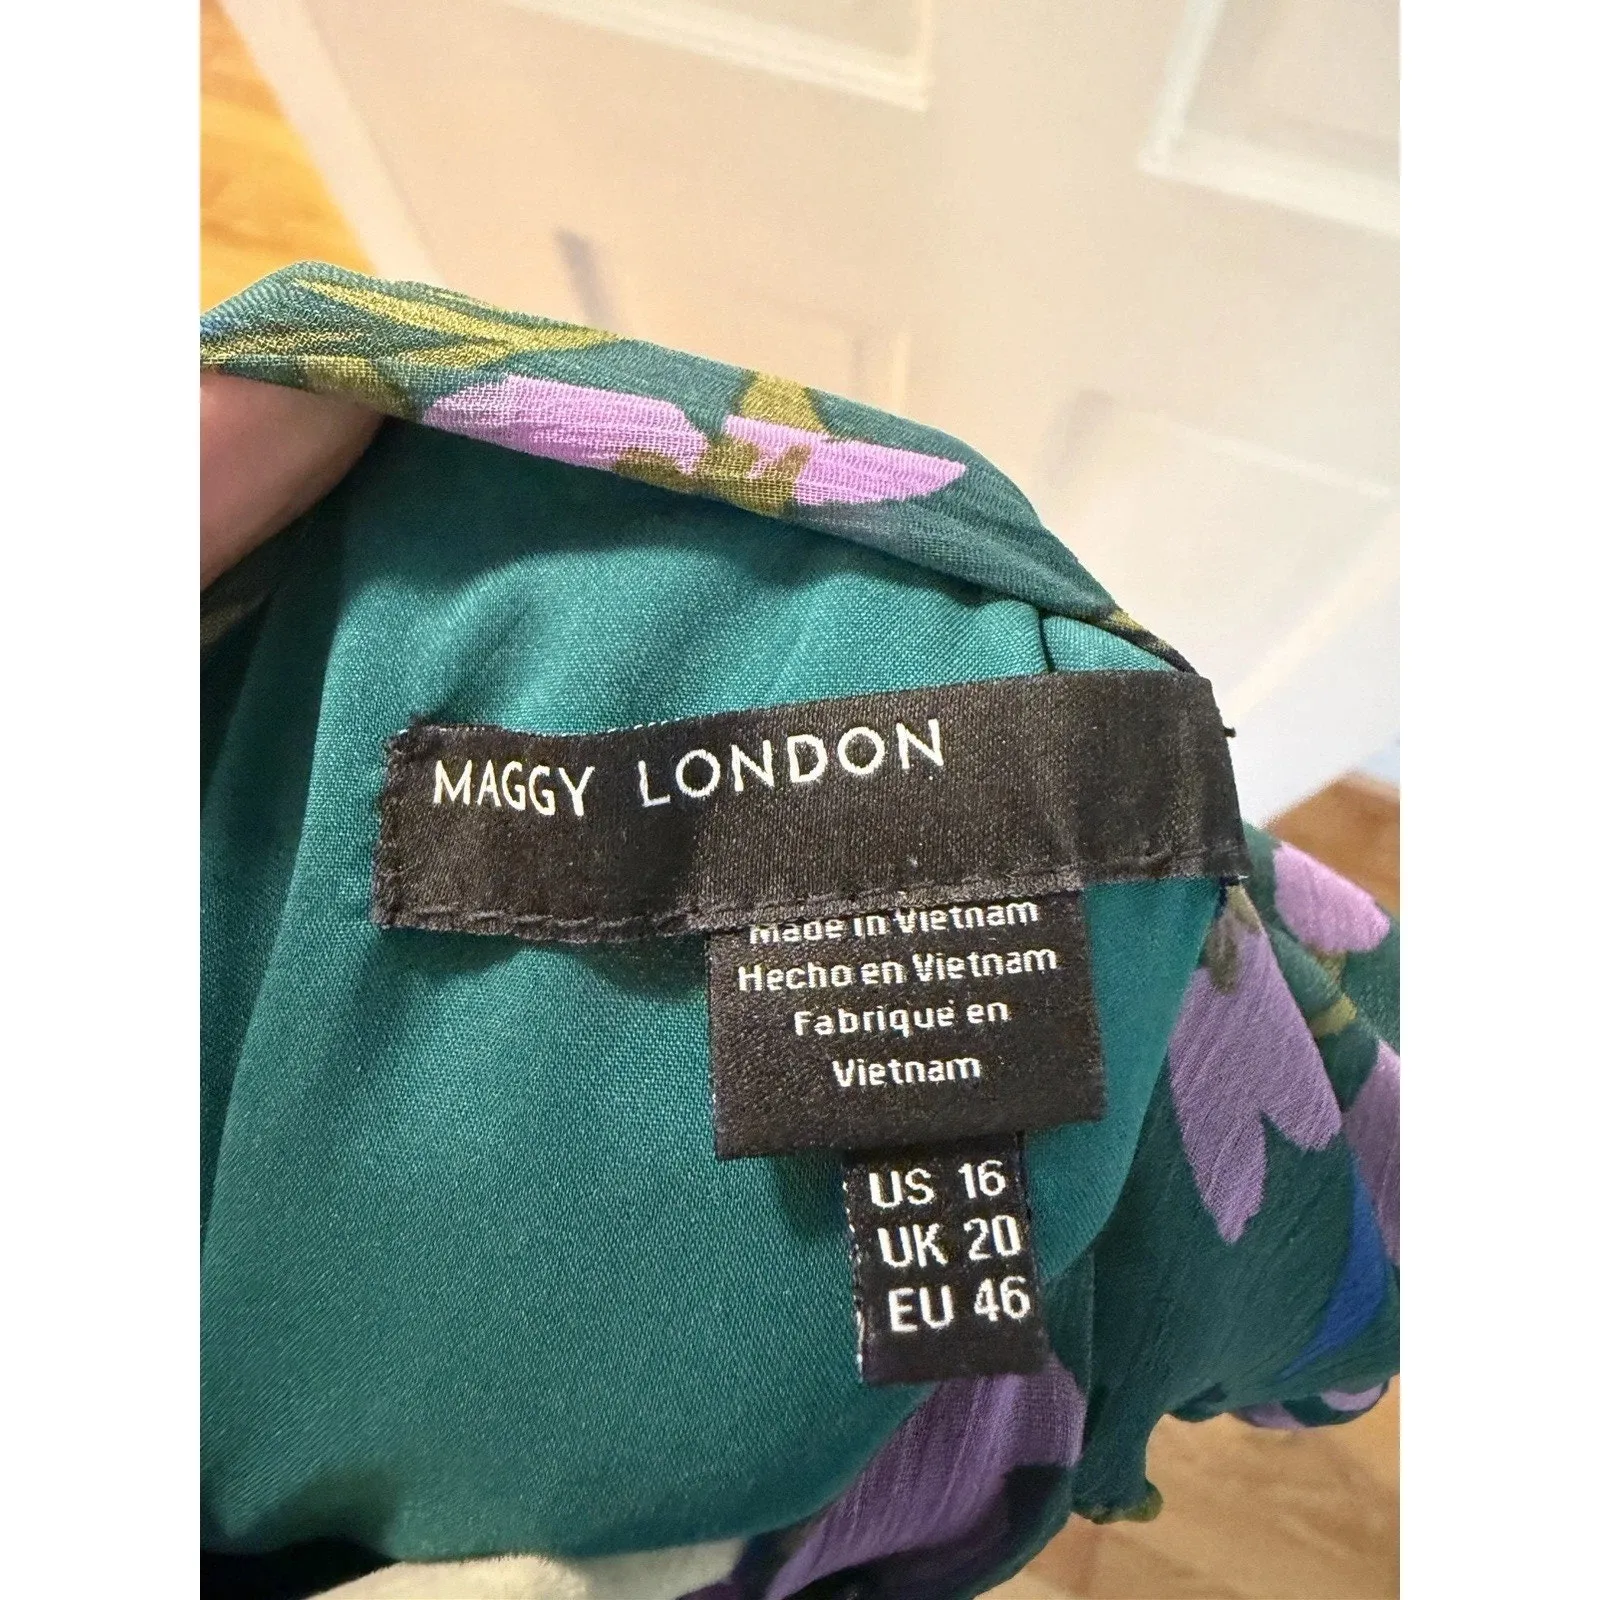 MAGGY LONDON
Made in Vietnam
Hecho en Vietnam
Fabriqué en
Vietnam
US 16
UK 20
EU 46